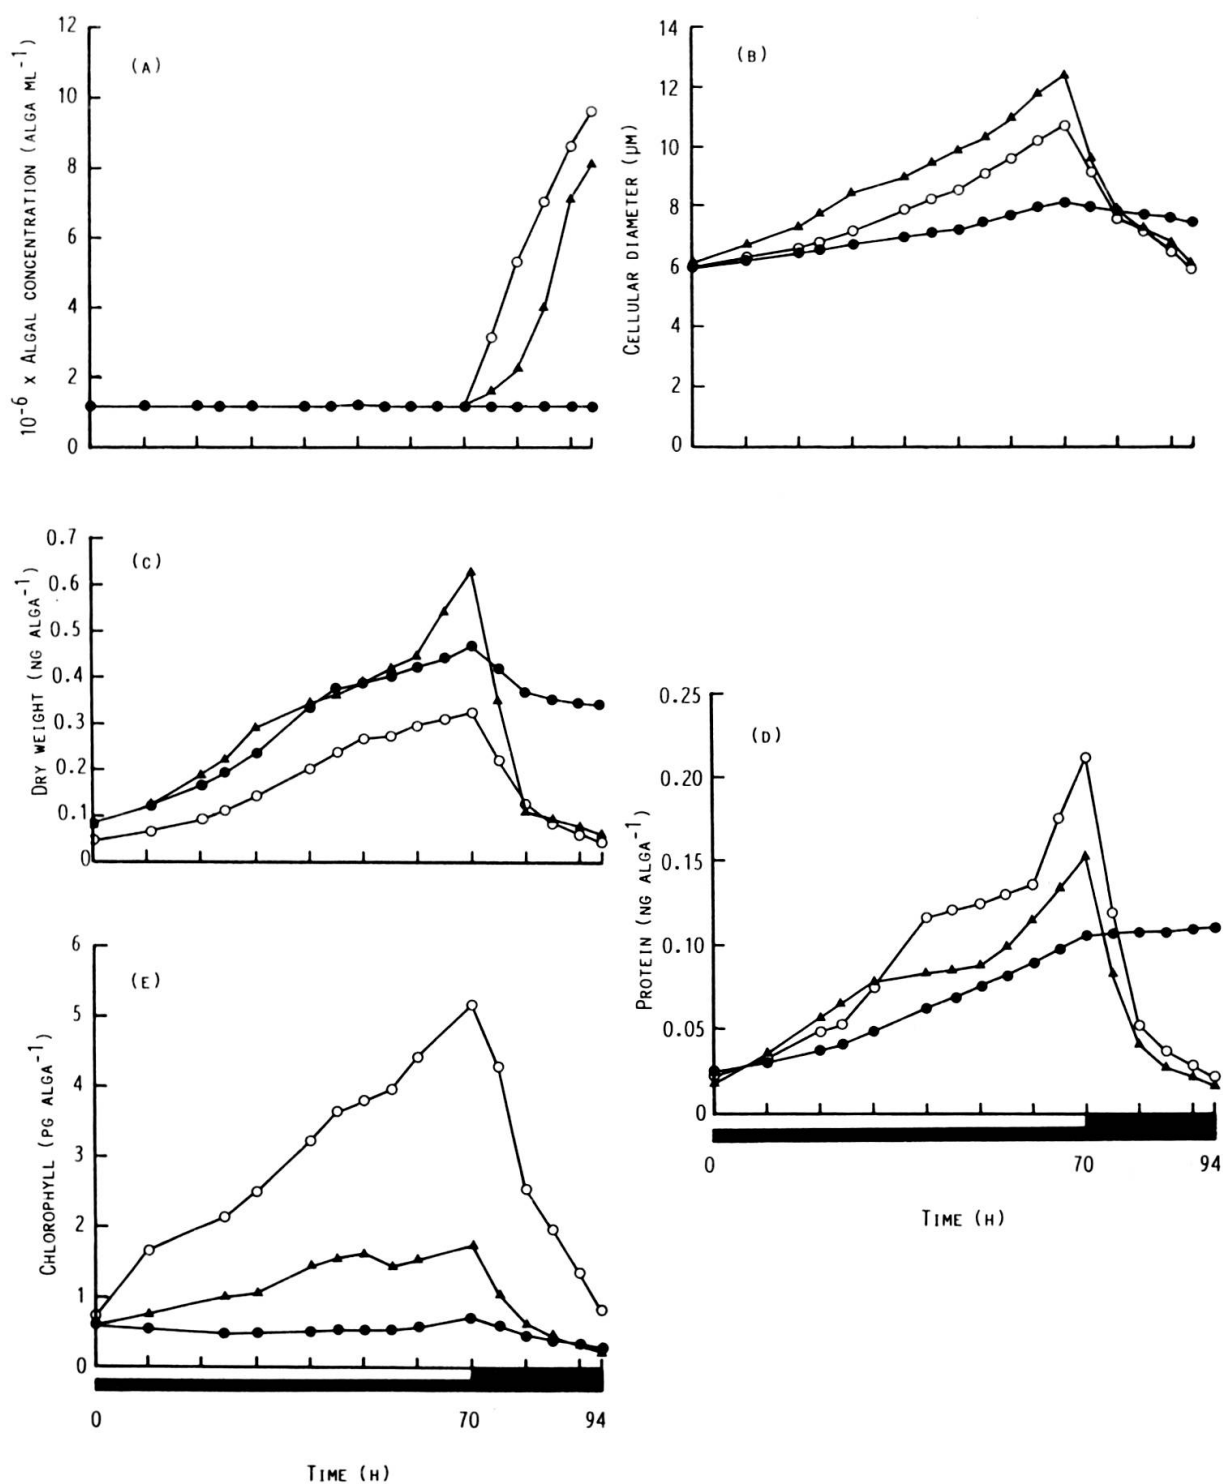 (A)
10⁻⁶ x ALGAL CONCENTRATION (ALGA ML⁻¹)
12
10
8
6
4
2
0
(B)
CELLULAR DIAMETER (µM)
14
12
10
8
6
4
2
0
(C)
DRY WEIGHT (NG ALGA⁻¹)
0.7
0.6
0.5
0.4
0.3
0.2
0.1
0
(D)
PROTEIN (NG ALGA⁻¹)
0.25
0.20
0.15
0.10
0.05
0
0 70 94
TIME (H)
(E)
CHLOROPHYLL (PG ALGA⁻¹)
6
5
4
3
2
1
0
0 70 94
TIME (H)